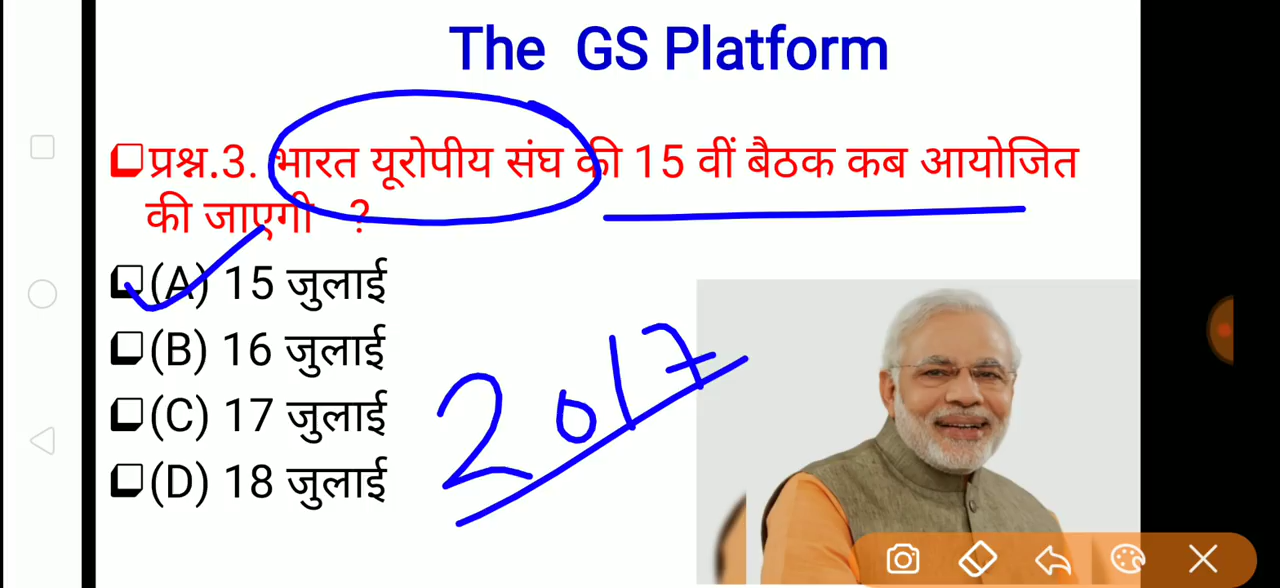 The GS Platform
प्रश्न.3. भारत यूरोपीय संघ की 15 वीं बैठक कब आयोजित
की जाएगी ?
(A) 15 जुलाई
(B) 16 जुलाई
(C) 17 जुलाई
(D) 18 जुलाई
2017